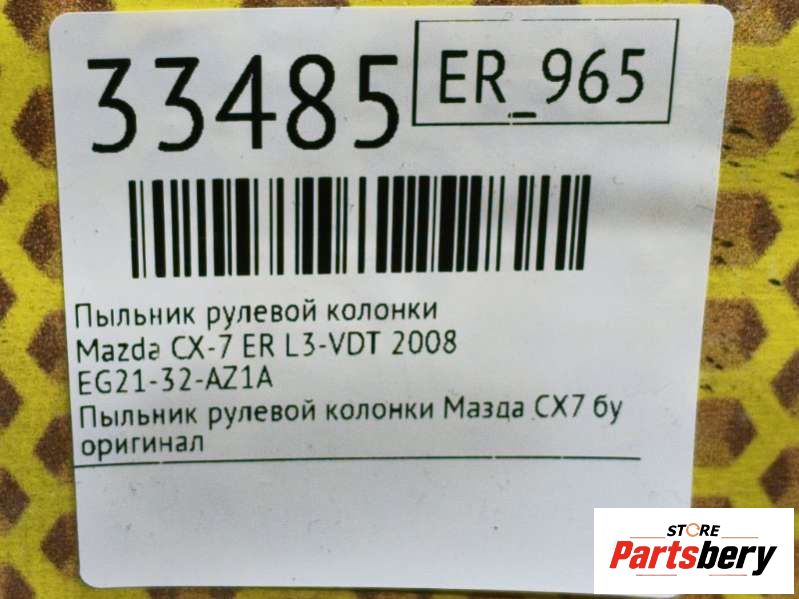 33485
ER_965
Пыльник рулевой колонки
Mazda CX-7 ER L3-VDT 2008
EG21-32-AZ1A
Пыльник рулевой колонки Мазда СХ7 бу
оригинал
STORE
Partsbery